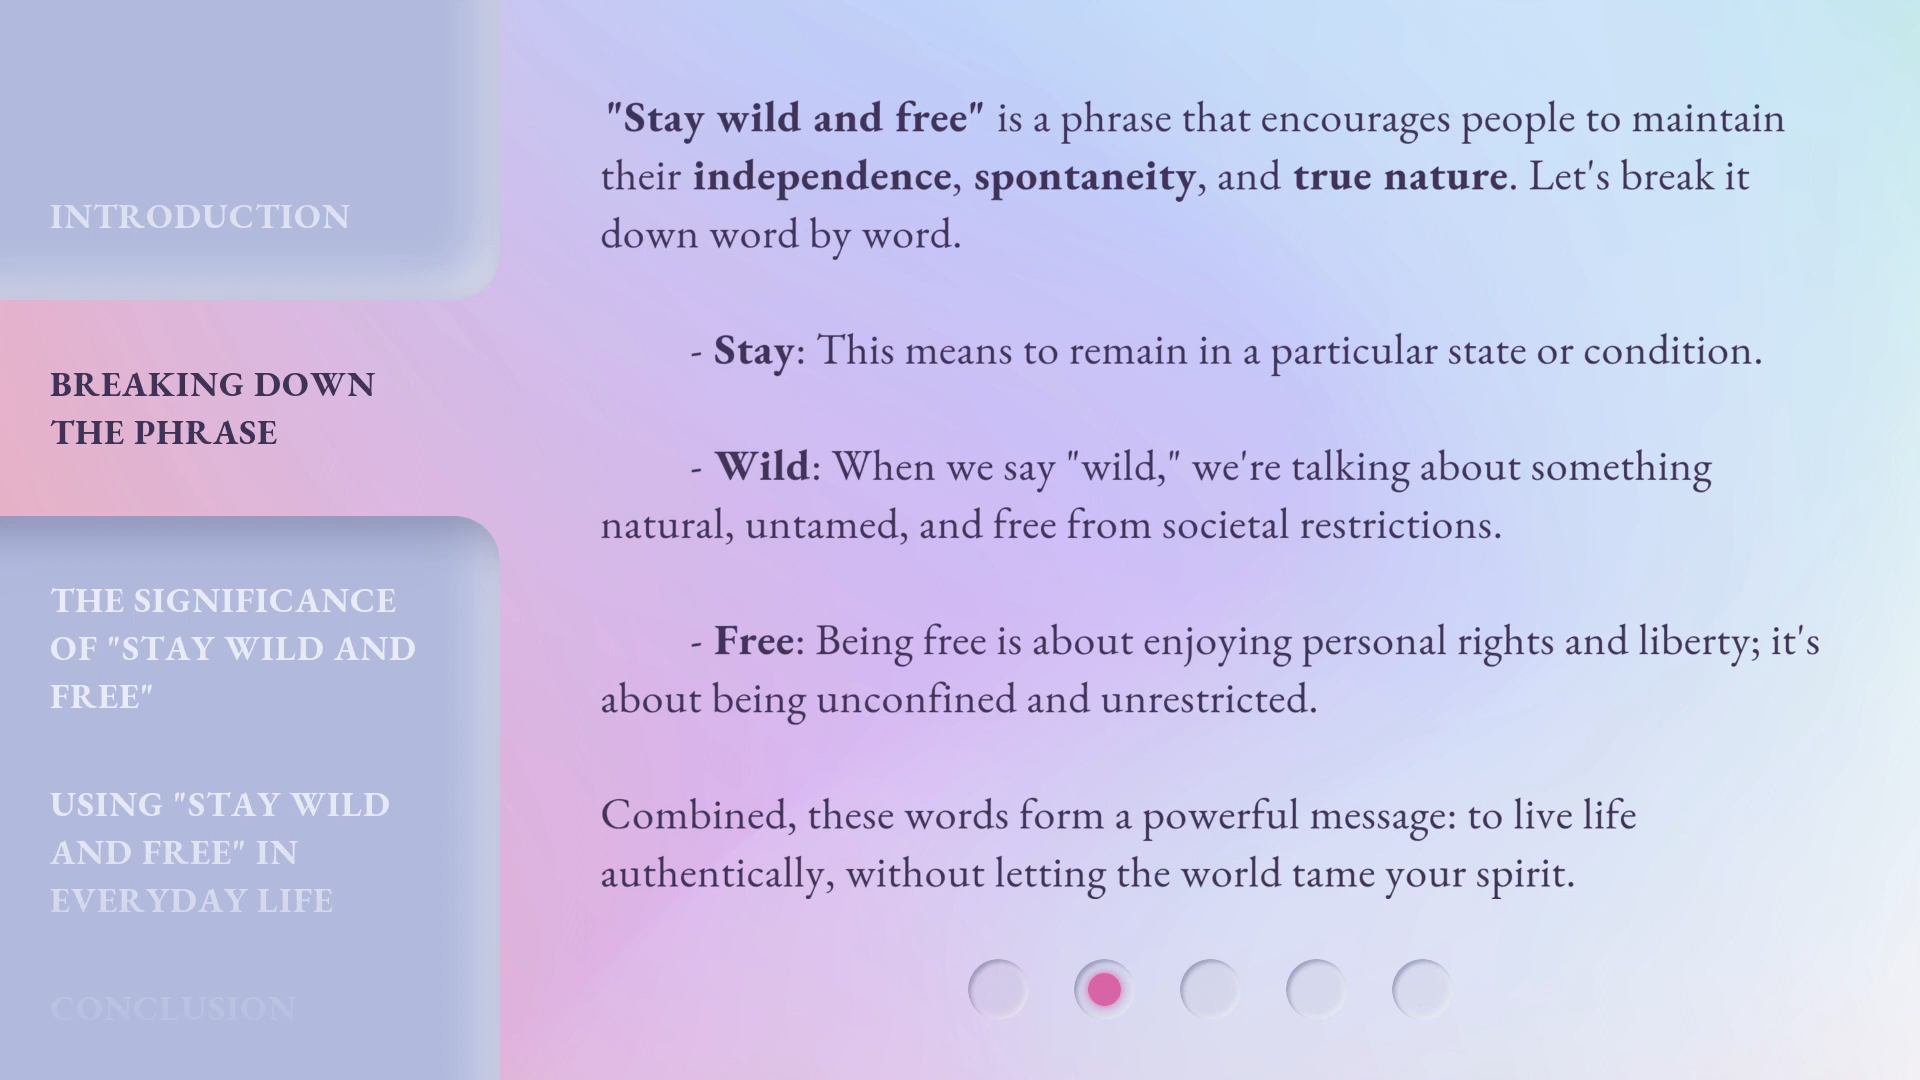 INTRODUCTION
BREAKING DOWN
THE PHRASE
THE SIGNIFICANCE
OF "STAY WILD AND
FREE"
USING "STAY WILD
AND FREE" IN
EVERYDAY LIFE
CONCLUSION
"Stay wild and free" is a phrase that encourages people to maintain
their independence, spontaneity, and true nature. Let's break it
down word by word.
- Stay: This means to remain in a particular state or condition.
- Wild: When we say "wild," we're talking about something
natural, untamed, and free from societal restrictions.
- Free: Being free is about enjoying personal rights and liberty; it's
about being unconfined and unrestricted.
Combined, these words form a powerful message: to live life
authentically, without letting the world tame your spirit.